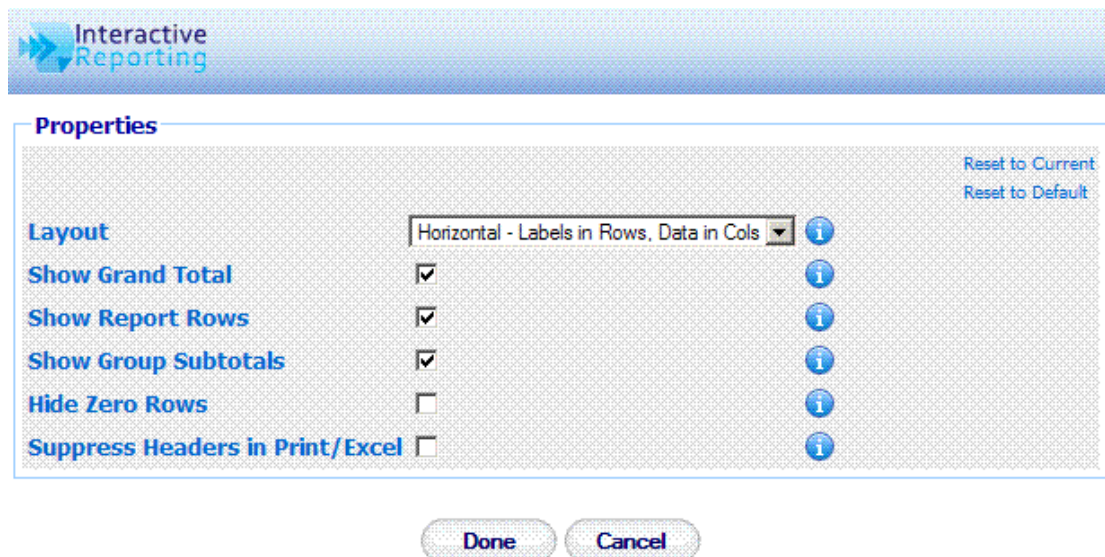 Interactive
Reporting
Properties
Reset to Current
Reset to Default
Layout Horizontal - Labels in Rows, Data in Cols
Show Grand Total
Show Report Rows
Show Group Subtotals
Hide Zero Rows
Suppress Headers in Print/Excel
Done Cancel